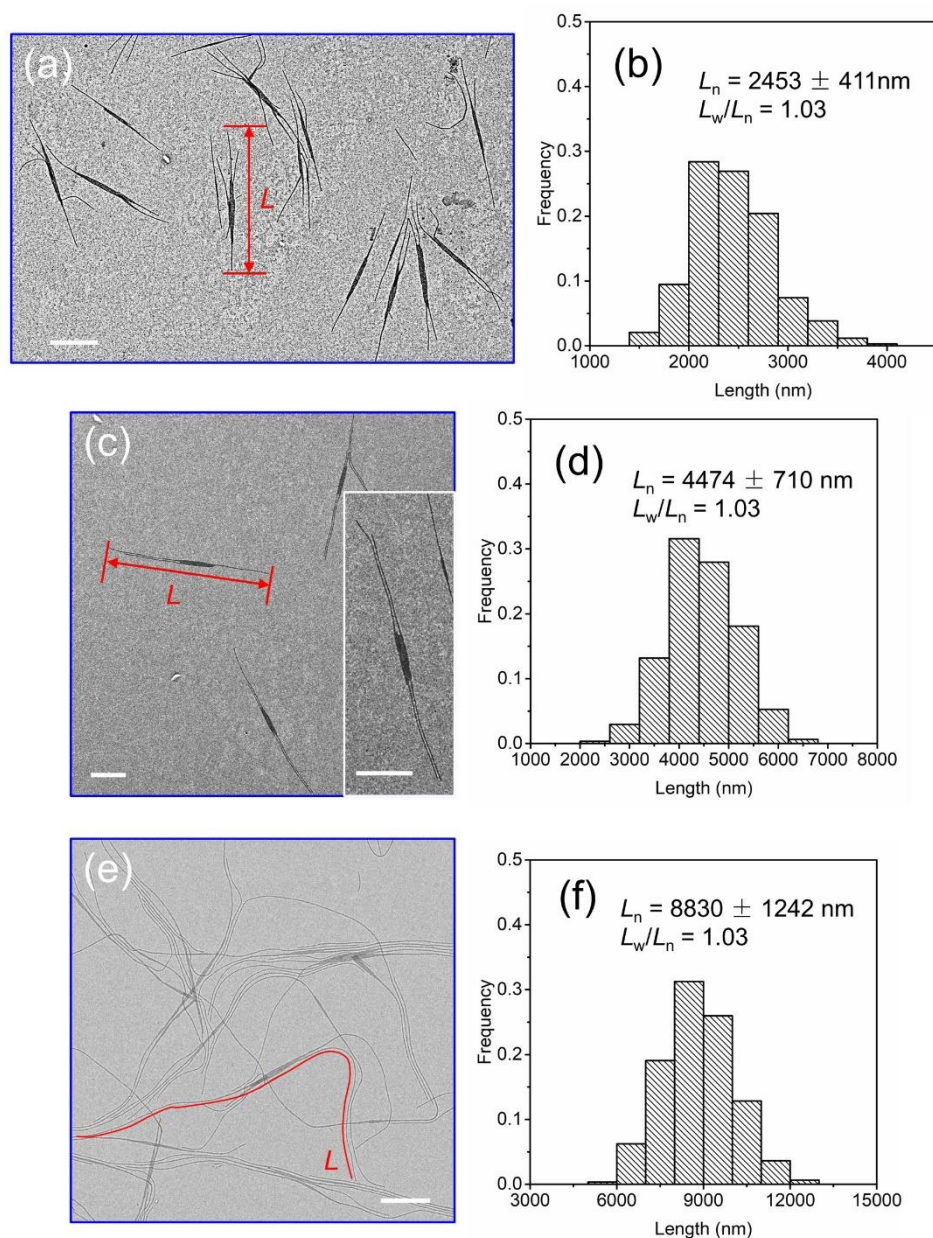 (a)
L
(b)
Lₙ = 2453 ± 411nm
L_w/Lₙ = 1.03
Frequency
0.5
0.4
0.3
0.2
0.1
0.0
1000 2000 3000 4000
Length (nm)
(c)
L
(d)
Lₙ = 4474 ± 710 nm
L_w/Lₙ = 1.03
Frequency
0.5
0.4
0.3
0.2
0.1
0.0
1000 2000 3000 4000 5000 6000 7000 8000
Length (nm)
(e)
L
(f)
Lₙ = 8830 ± 1242 nm
L_w/Lₙ = 1.03
Frequency
0.5
0.4
0.3
0.2
0.1
0.0
3000 6000 9000 12000 15000
Length (nm)